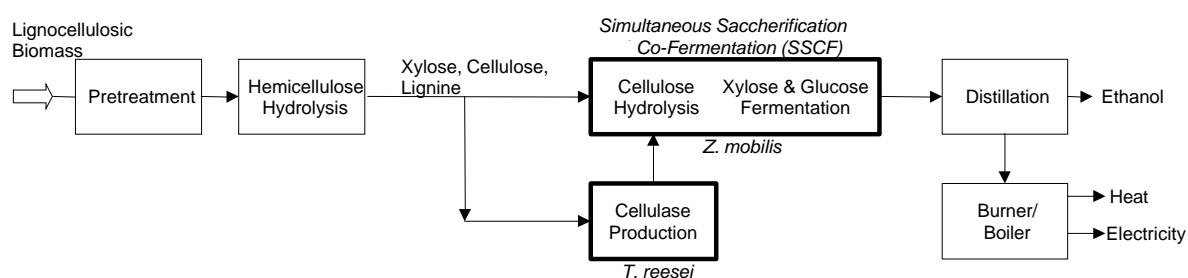 Simultaneous Saccherification
Co-Fermentation (SSCF)
Lignocellulosic
Biomass
Xylose, Cellulose,
Lignine
Pretreatment
Hemicellulose
Hydrolysis
Cellulose
Hydrolysis
Xylose & Glucose
Fermentation
Distillation
Ethanol
Z. mobilis
Cellulase
Production
T. reesei
Burner/
Boiler
Heat
Electricity